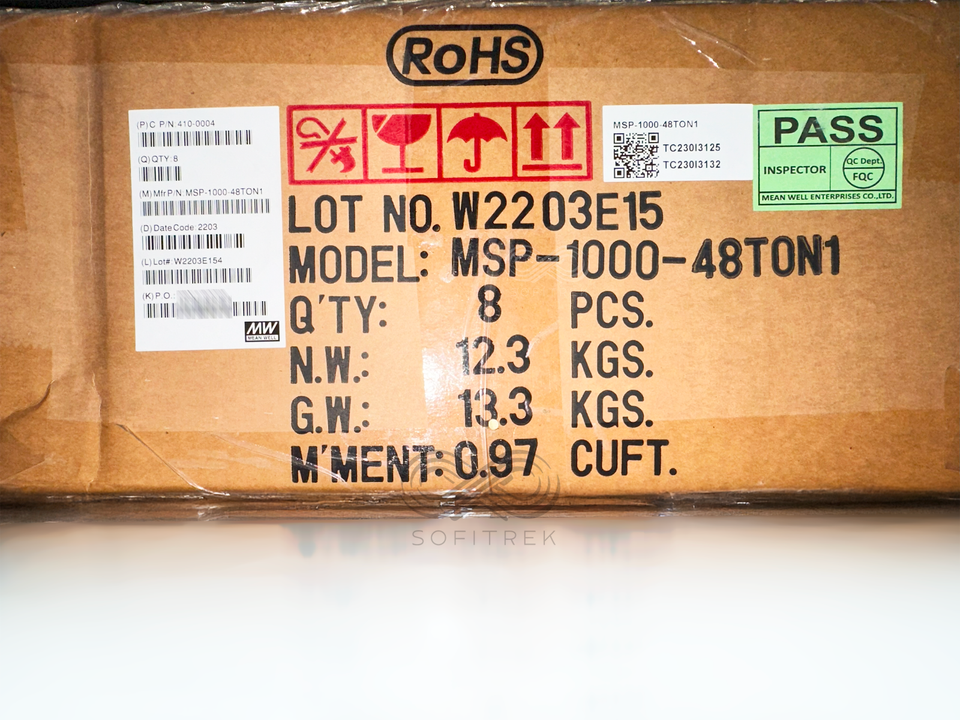 RoHS
(P)C P/N:410-0004
(Q)QTY:8
(M)Mfr P/N:MSP-1000-48TON1
(D)Date Code:2203
(L)Lot#:W2203E154
(K)P.O.:
MW
MEAN WELL
MSP-1000-48TON1
TC230I3125
TC230I3132
PASS
INSPECTOR
QC Dept.
FQC
MEAN WELL ENTERPRISES CO.,LTD.
LOT NO. W2203E15
MODEL: MSP-1000-48TON1
Q'TY: 8 PCS.
N.W.: 12.3 KGS.
G.W.: 13.3 KGS.
M'MENT: 0.97 CUFT.
SOFITREK